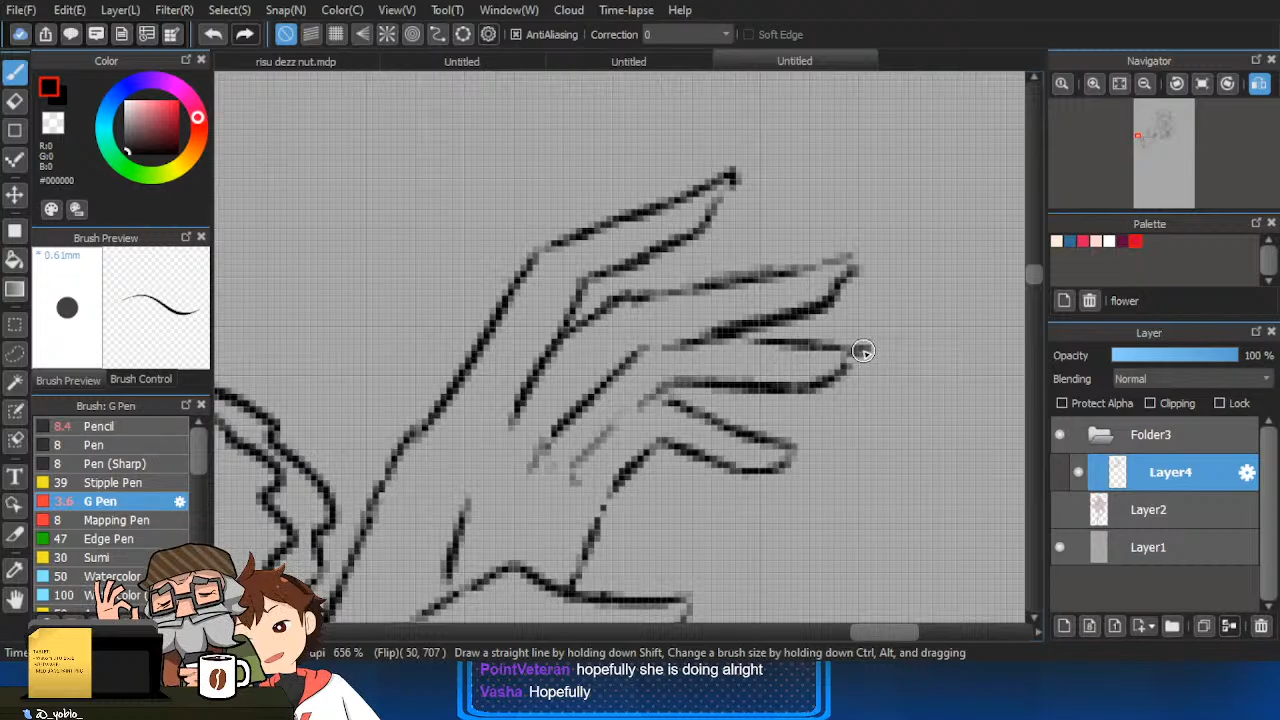 File(F) Edit(E) Layer(L) Filter(R) Select(S) Snap(N) Color(C) View(V) Tool(T) Window(W) Cloud Time-lapse Help
AntiAliasing Correction 0 Soft Edge
Color
risu dezz nut.mdp Untitled Untitled Untitled
Navigator
R:0
G:0
B:0
#000000
Brush Preview
0.61mm
Brush Preview Brush Control
Brush: G Pen
8.4 Pencil
8 Pen
8 Pen (Sharp)
39 Stipple Pen
3.6 G Pen
8 Mapping Pen
47 Edge Pen
30 Sumi
50 Watercolor
100 Watercolor
Palette
flower
Layer
Opacity 100 %
Blending Normal
Protect Alpha Clipping Lock
Folder3
Layer4
Layer2
Layer1
656 % (Flip)( 50, 707 ) Draw a straight line by holding down Shift, Change a brush size by holding down Ctrl, Alt, and dragging
PointVeteran hopefully she is doing alright
Vasha Hopefully